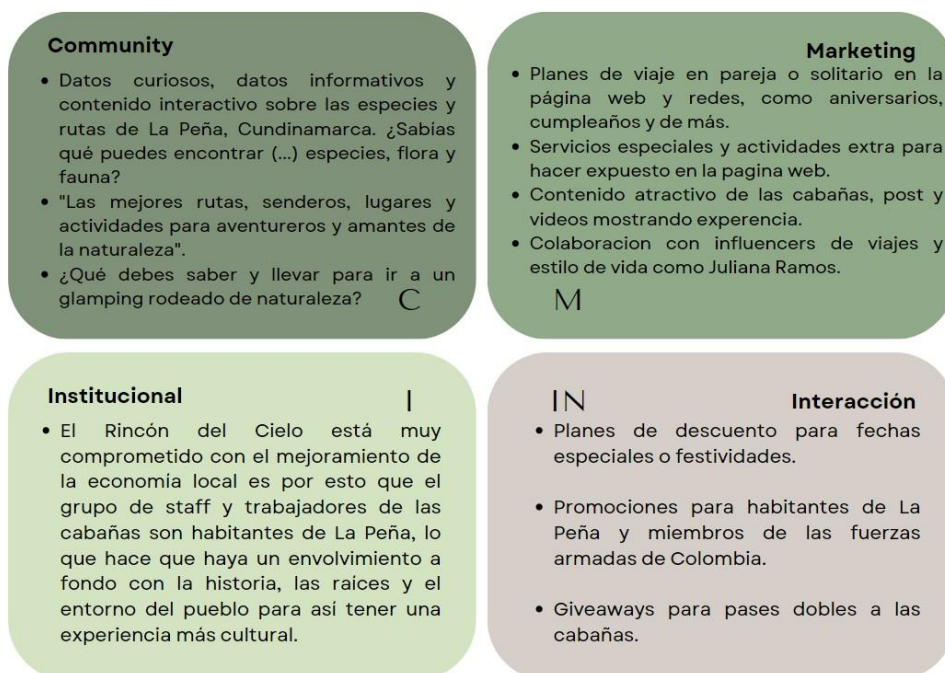 Community
• Datos curiosos, datos informativos y
contenido interactivo sobre las especies y
rutas de La Peña, Cundinamarca. ¿Sabías
qué puedes encontrar (...) especies, flora y
fauna?
• "Las mejores rutas, senderos, lugares y
actividades para aventureros y amantes de
la naturaleza".
• ¿Qué debes saber y llevar para ir a un
glamping rodeado de naturaleza?
C
Marketing
• Planes de viaje en pareja o solitario en la
página web y redes, como aniversarios,
cumpleaños y de más.
• Servicios especiales y actividades extra para
hacer expuesto en la pagina web.
• Contenido atractivo de las cabañas, post y
videos mostrando experencia.
• Colaboracion con influencers de viajes y
estilo de vida como Juliana Ramos.
M
Institucional
I
• El Rincón del Cielo está muy
comprometido con el mejoramiento de
la economía local es por esto que el
grupo de staff y trabajadores de las
cabañas son habitantes de La Peña, lo
que hace que haya un envolvimiento a
fondo con la historia, las raíces y el
entorno del pueblo para así tener una
experiencia más cultural.
IN
Interacción
• Planes de descuento para fechas
especiales o festividades.
• Promociones para habitantes de La
Peña y miembros de las fuerzas
armadas de Colombia.
• Giveaways para pases dobles a las
cabañas.